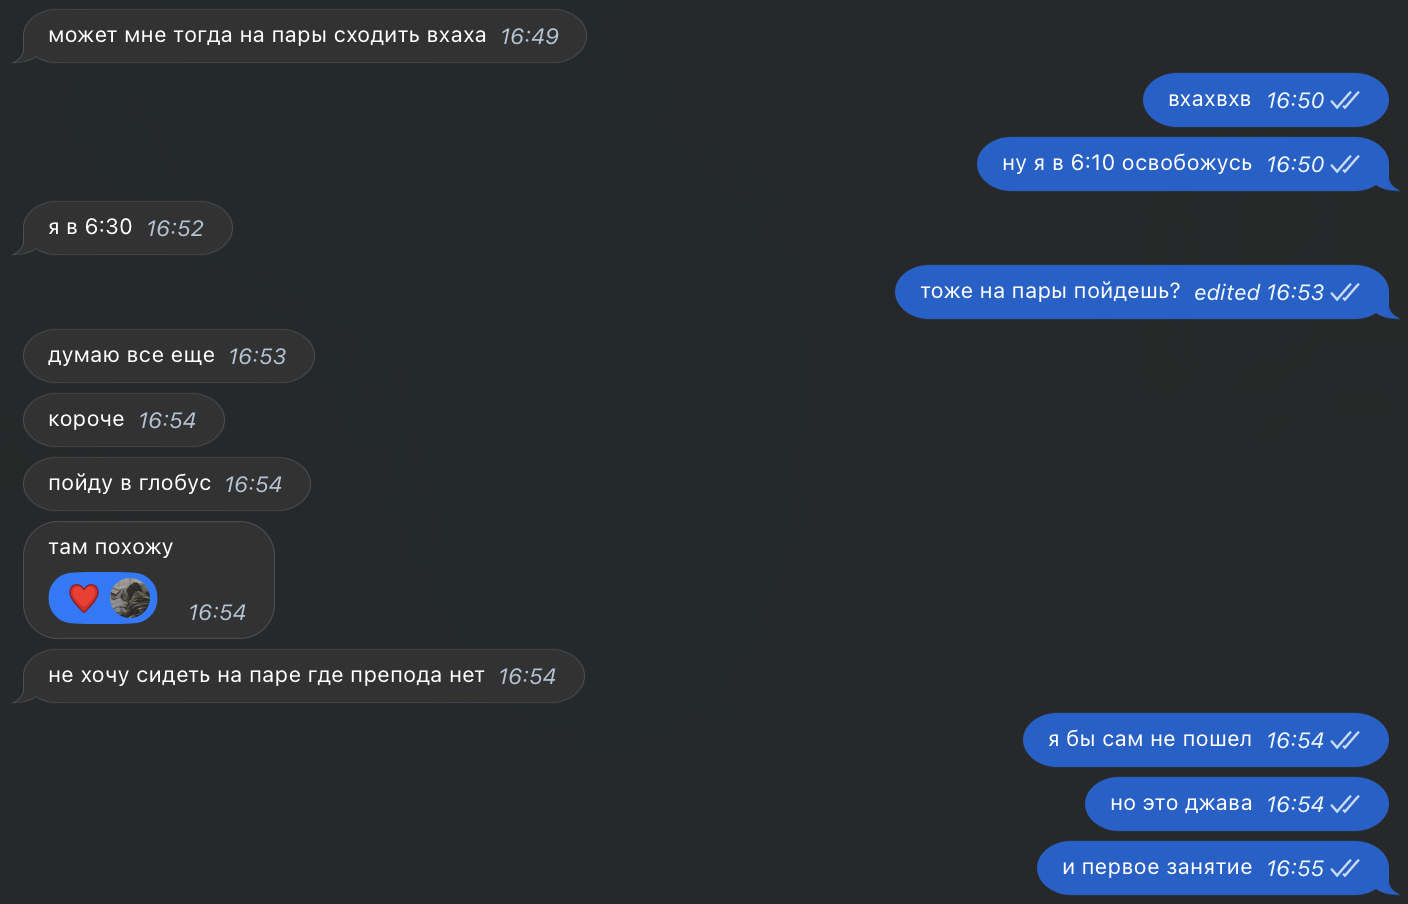 может мне тогда на пары сходить вхаха 16:49
вхахвхв 16:50
ну я в 6:10 освобожусь 16:50
я в 6:30 16:52
тоже на пары пойдешь? edited 16:53
думаю все еще 16:53
короче 16:54
пойду в глобус 16:54
там похожу
16:54
не хочу сидеть на паре где препода нет 16:54
я бы сам не пошел 16:54
но это джава 16:54
и первое занятие 16:55